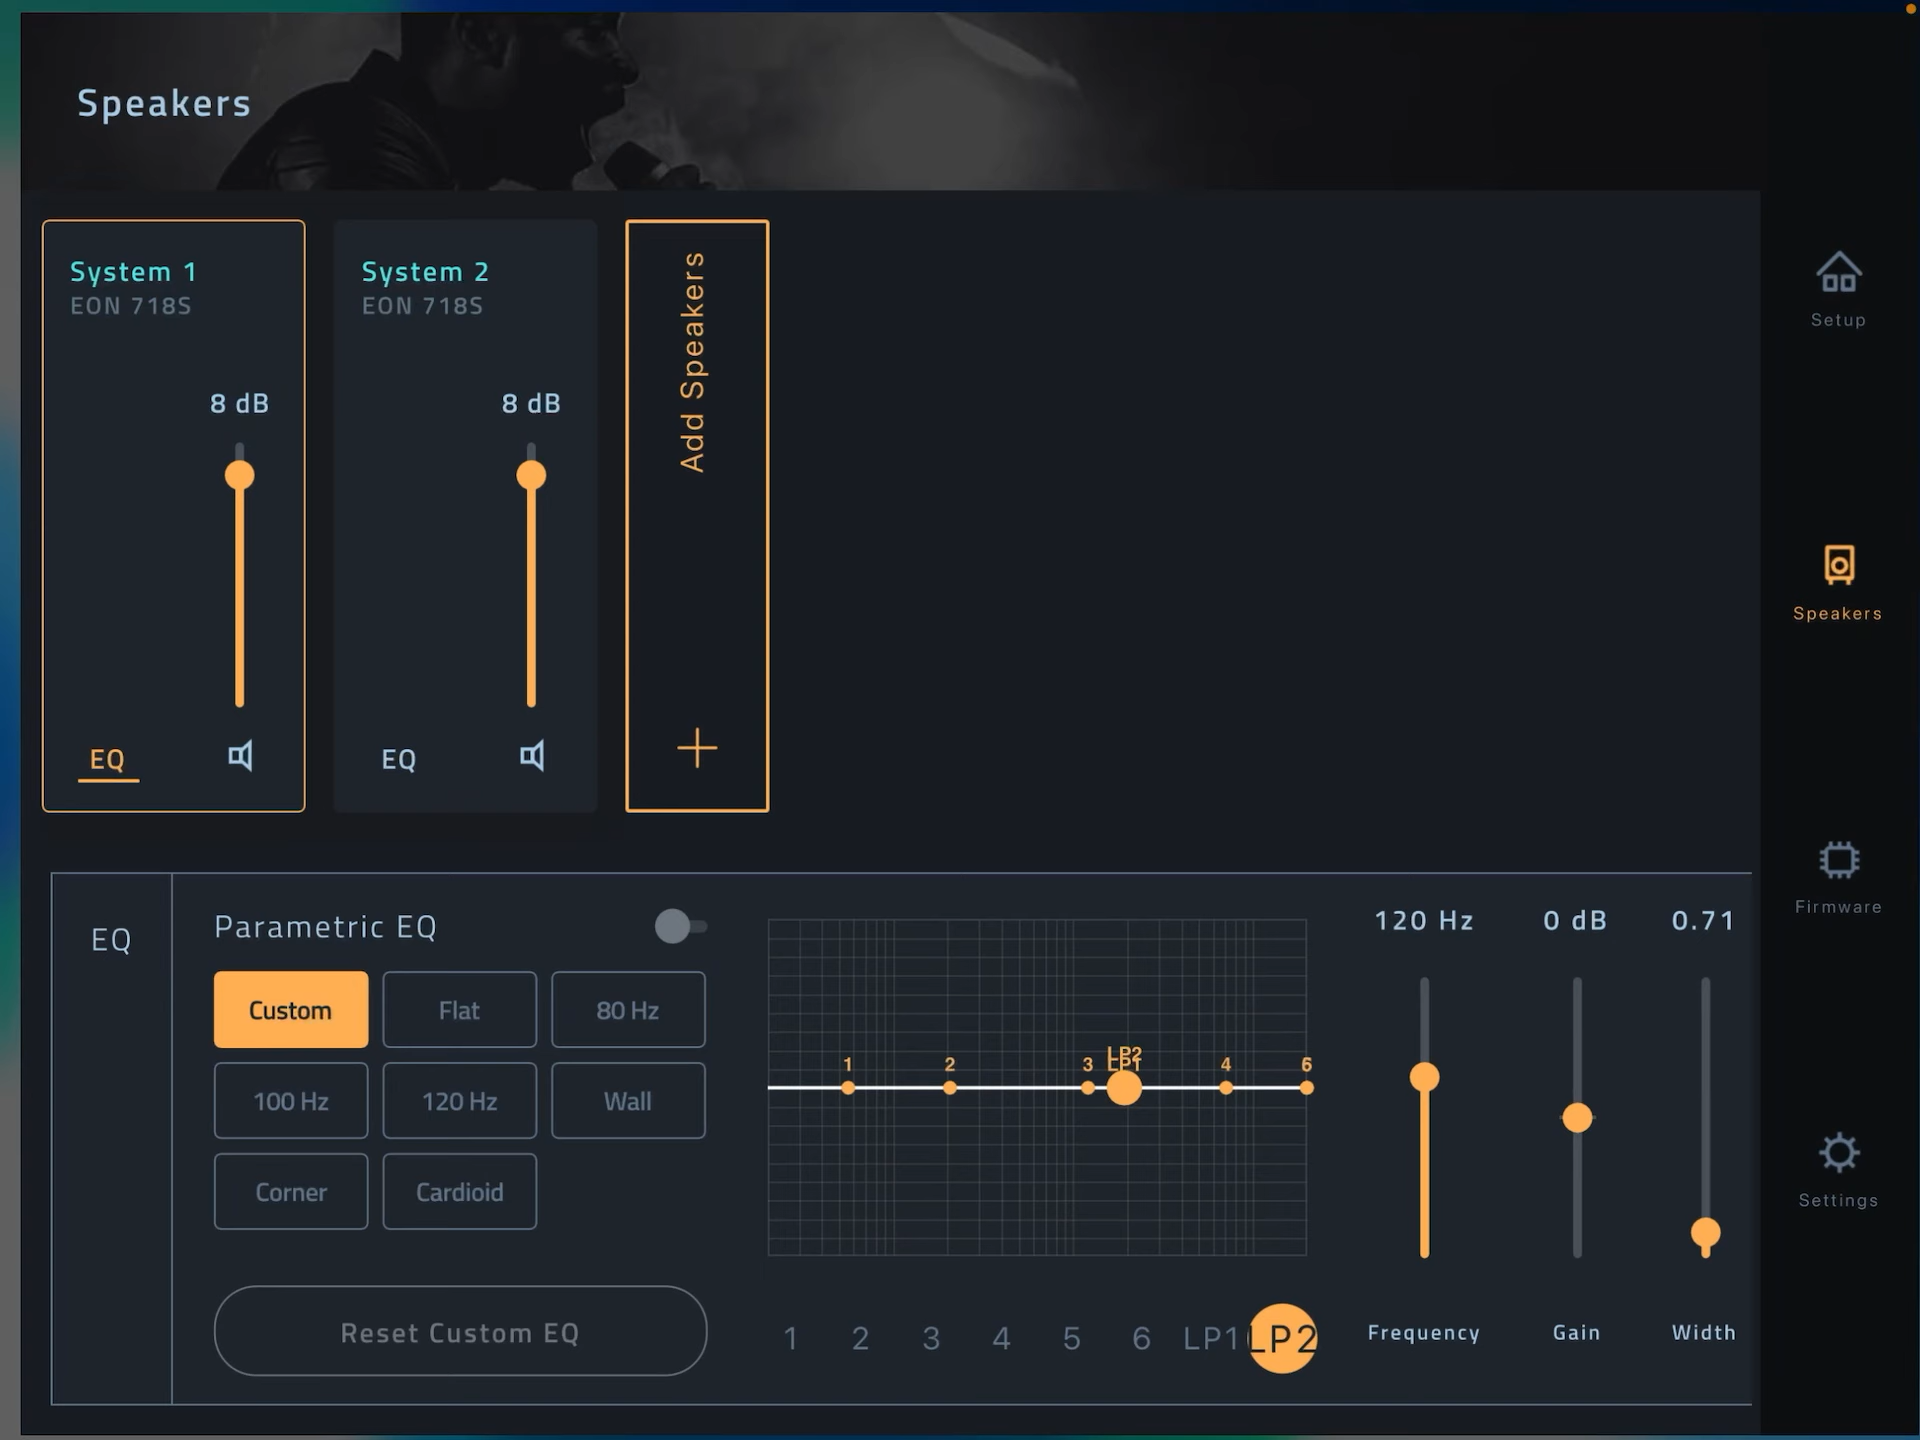 Speakers
System 1
EON 718S
8 dB
EQ
System 2
EON 718S
8 dB
EQ
Add Speakers
Setup
Speakers
Firmware
Settings
EQ
Parametric EQ
Custom
Flat
80 Hz
100 Hz
120 Hz
Wall
Corner
Cardioid
Reset Custom EQ
1 2 3 LP2 LP1 4 6
1 2 3 4 5 6 LP1 LP2
120 Hz
0 dB
0.71
Frequency
Gain
Width